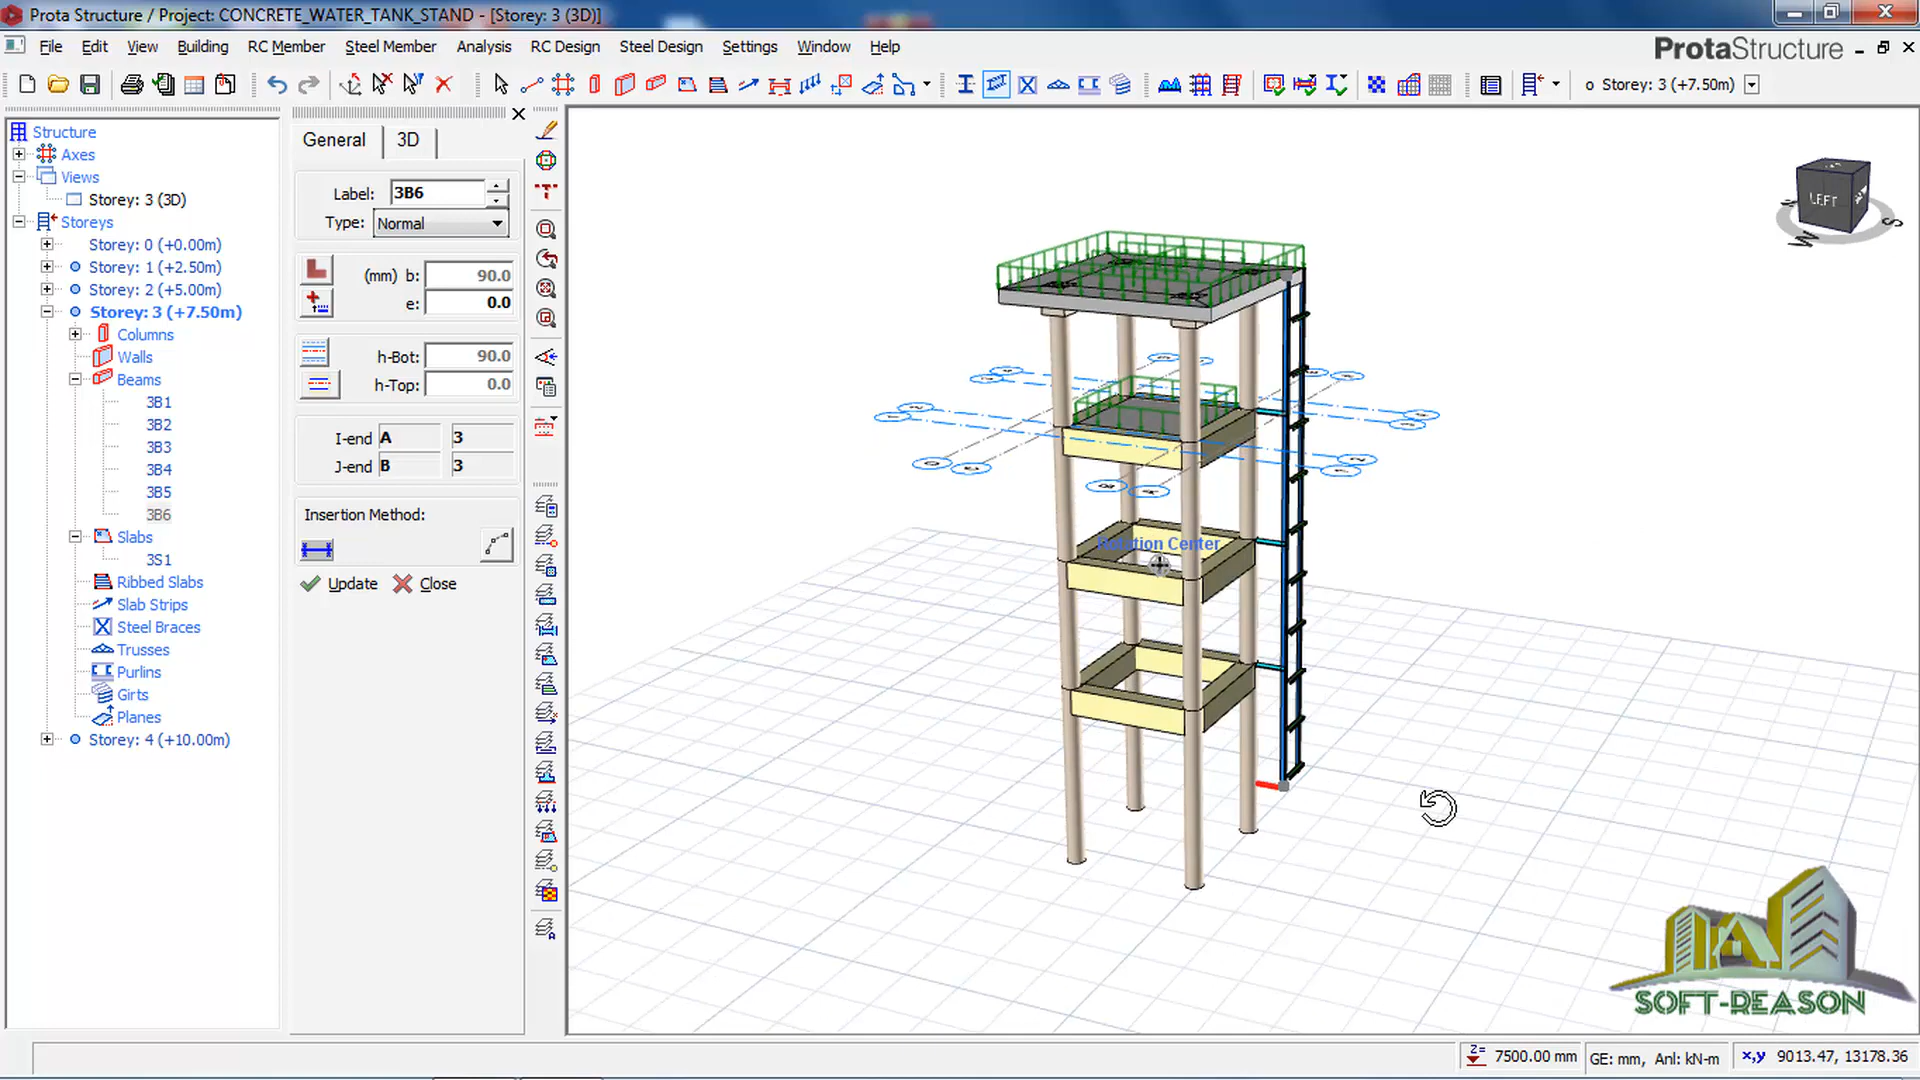 Prota Structure / Project: CONCRETE_WATER_TANK_STAND - [Storey: 3 (3D)]
File Edit View Building RC Member Steel Member Analysis RC Design Steel Design Settings Window Help
ProtaStructure
Storey: 3 (+7.50m)
Structure
Axes
Views
Storey: 3 (3D)
Storeys
Storey: 0 (+0.00m)
Storey: 1 (+2.50m)
Storey: 2 (+5.00m)
Storey: 3 (+7.50m)
Columns
Walls
Beams
3B1
3B2
3B3
3B4
3B5
3B6
Slabs
3S1
Ribbed Slabs
Slab Strips
Steel Braces
Trusses
Purlins
Girts
Planes
Storey: 4 (+10.00m)
General 3D
Label: 3B6
Type: Normal
(mm) b: 90.0
e: 0.0
h-Bot: 90.0
h-Top: 0.0
I-end A 3
J-end B 3
Insertion Method:
Update Close
LEFT
W S
Rotation Center
SOFT-REASON
Z= 7500.00 mm GE: mm, Anl: kN-m x,y 9013.47, 13178.36